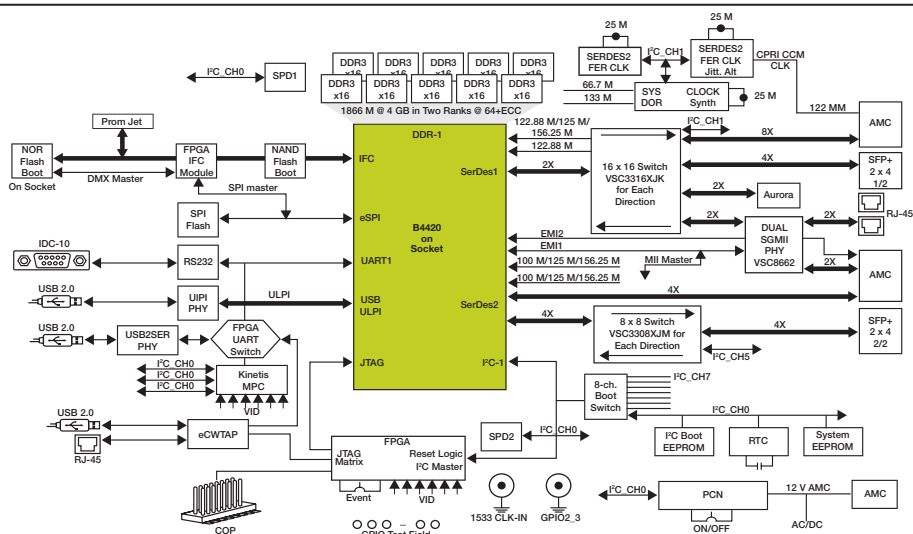 25 M
25 M
I²C_CH0
SPD1
DDR3 x16
DDR3 x16
DDR3 x16
DDR3 x16
DDR3 x16
DDR3 x16
DDR3 x16
DDR3 x16
DDR3 x16
DDR3 x16
1866 M @ 4 GB in Two Ranks @ 64+ECC
SERDES2 FER CLK
I²C_CH1
SERDES2 FER CLK Jitt. Alt
CPRI CCM CLK
66.7 M
133 M
SYS DOR
CLOCK Synth
25 M
122 MM
Prom Jet
NOR Flash Boot
On Socket
DMX Master
FPGA IFC Module
NAND Flash Boot
SPI master
SPI Flash
DDR-1
IFC
SerDes1
eSPI
B4420 on Socket
UART1
USB ULPI
SerDes2
JTAG
I²C-1
122.88 M/125 M/
156.25 M
122.88 M
2X
16 x 16 Switch VSC3316XJK for Each Direction
I²C_CH1
8X
AMC
4X
SFP+ 2 x 4 1/2
2X
Aurora
RJ-45
2X
DUAL SGMII PHY VSC8662
2X
2X
AMC
EMI2
EMI1
MII Master
100 M/125 M/156.25 M
100 M/125 M/156.25 M
4X
4X
8 x 8 Switch VSC3308XJM for Each Direction
4X
SFP+ 2 x 4 2/2
I²C_CH5
IDC-10
RS232
USB 2.0
UIPI PHY
ULPI
USB 2.0
USB2SER PHY
FPGA UART Switch
I²C_CH0
I²C_CH0
I²C_CH0
Kinetis MPC
VID
USB 2.0
RJ-45
eCWTAP
FPGA
JTAG Matrix
Reset Logic
I²C Master
Event
VID
COP
GPIO Test Field
SPD2
I²C_CH0
8-ch. Boot Switch
I²C_CH7
I²C_CH0
I²C Boot EEPROM
RTC
System EEPROM
1533 CLK-IN
GPIO2_3
I²C_CH0
PCN
ON/OFF
12 V AMC
AC/DC
AMC